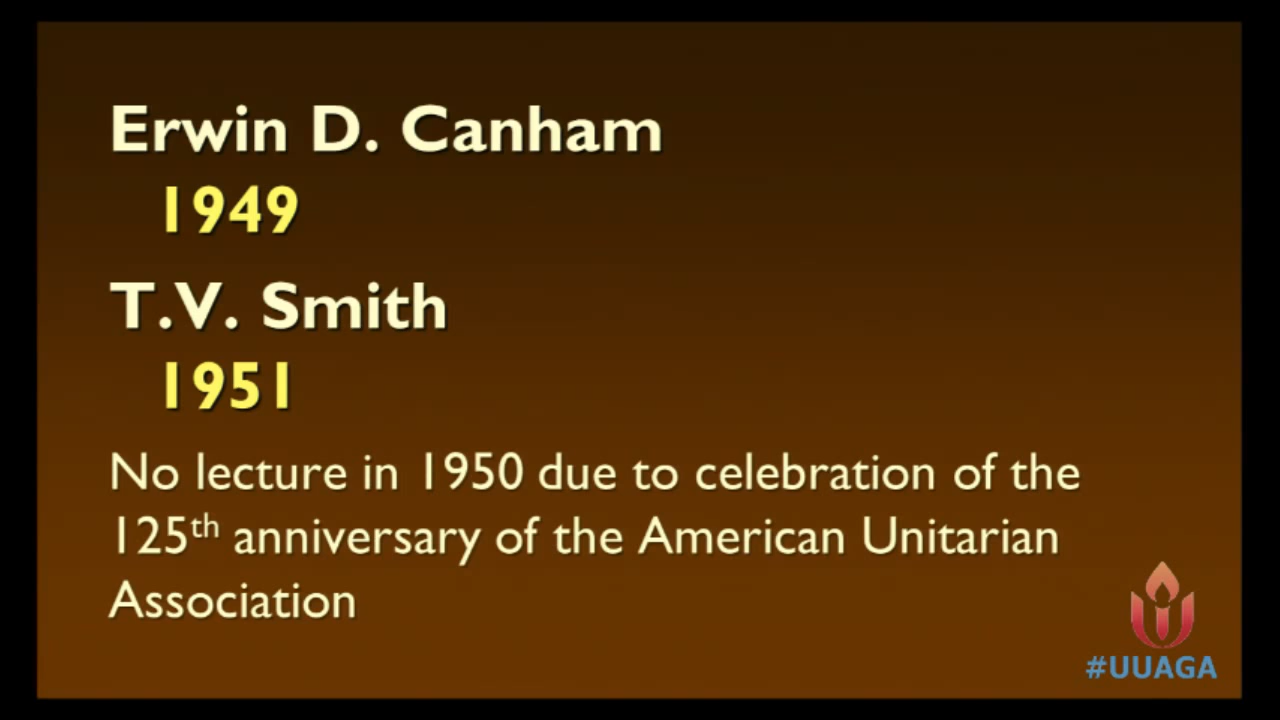 Erwin D. Canham
1949
T.V. Smith
1951
No lecture in 1950 due to celebration of the
125th anniversary of the American Unitarian
Association
#UUAGA